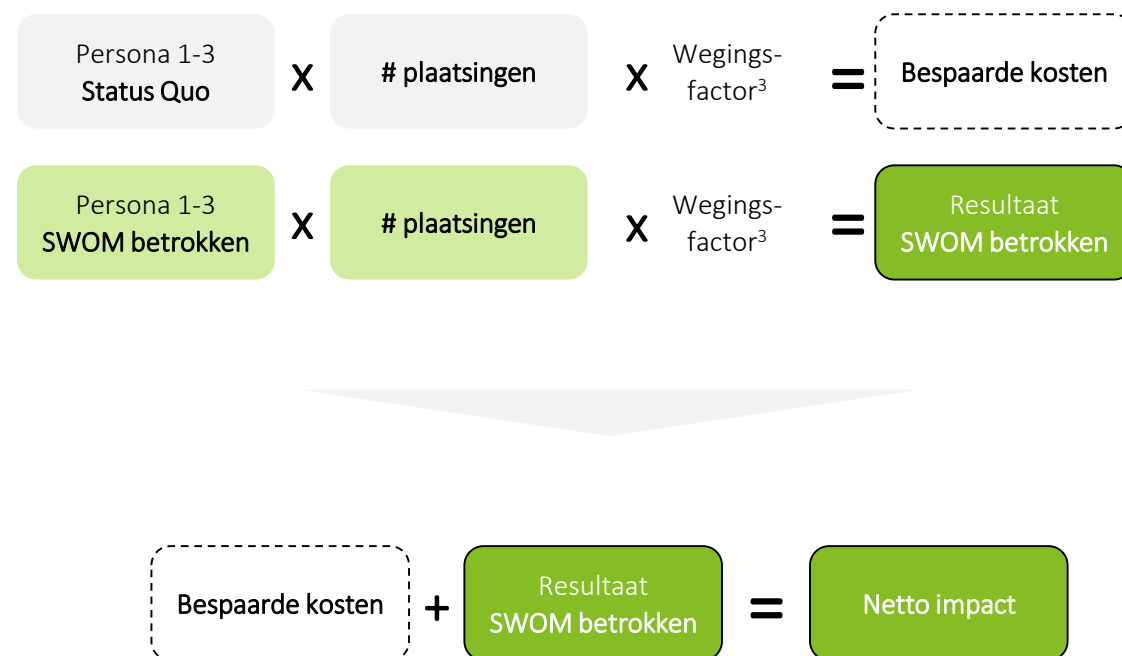 Persona 1-3
Status Quo
x
# plaatsingen
x
Wegings-
factor³
=
Bespaarde kosten
Persona 1-3
SWOM betrokken
x
# plaatsingen
x
Wegings-
factor³
=
Resultaat
SWOM betrokken
Bespaarde kosten
+
Resultaat
SWOM betrokken
=
Netto impact